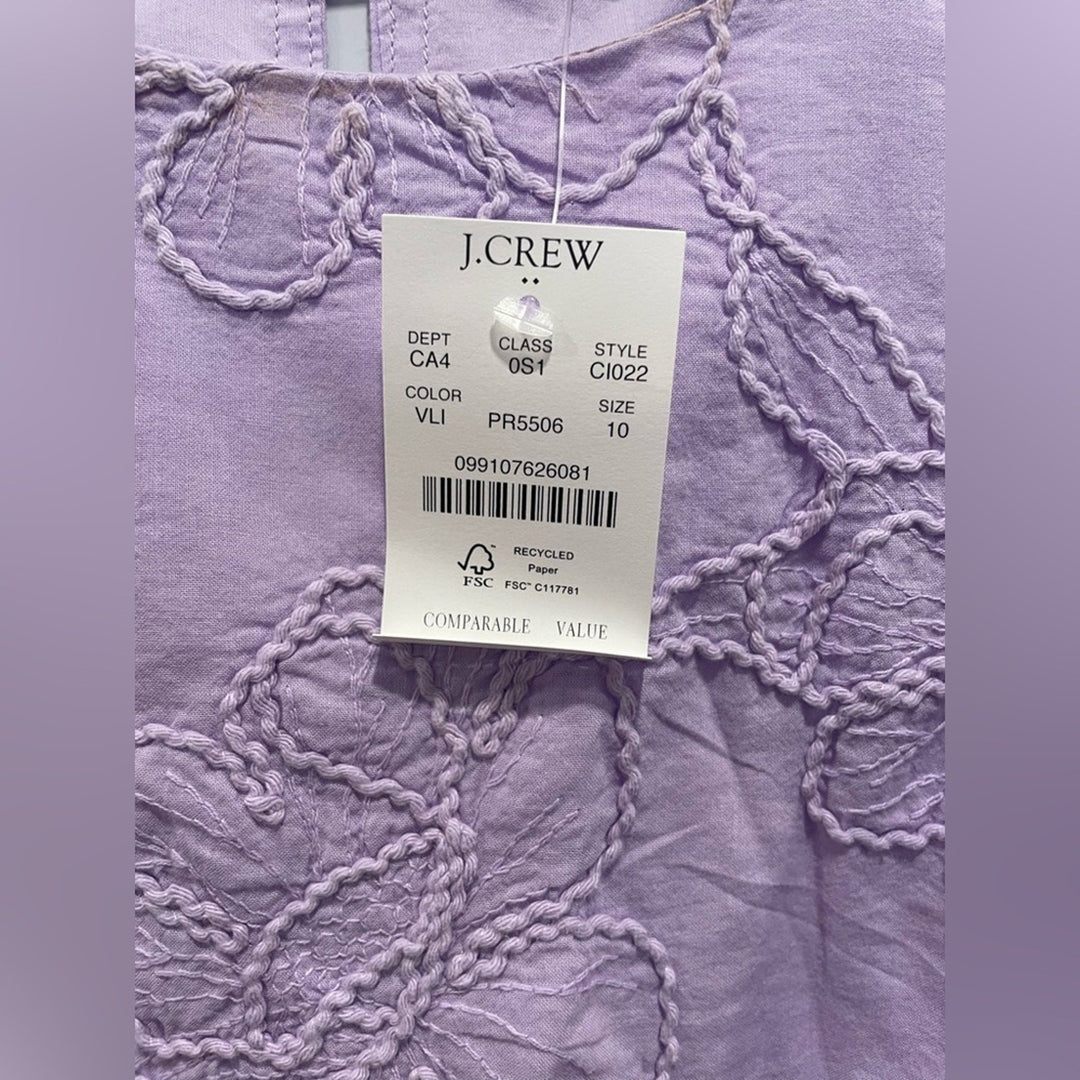 J.CREW
DEPT CLASS STYLE
CA4 0S1 CI022
COLOR SIZE
VLI PR5506 10
099107626081
RECYCLED
Paper
FSC FSC™ C117781
COMPARABLE VALUE